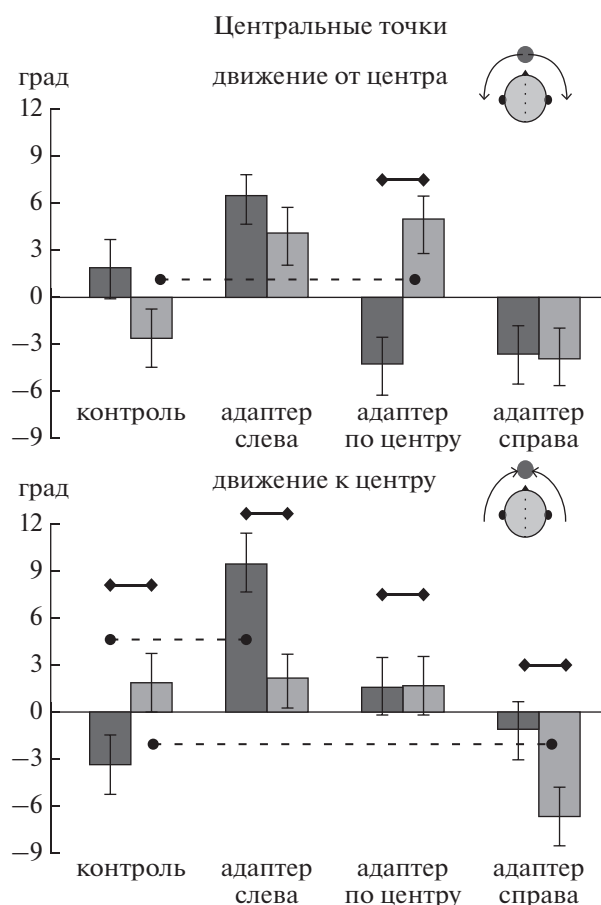 Центральные точки
град
движение от центра
12
9
6
3
0
–3
–6
–9
контроль
адаптер
слева
адаптер
по центру
адаптер
справа
град
движение к центру
12
9
6
3
0
–3
–6
–9
контроль
адаптер
слева
адаптер
по центру
адаптер
справа